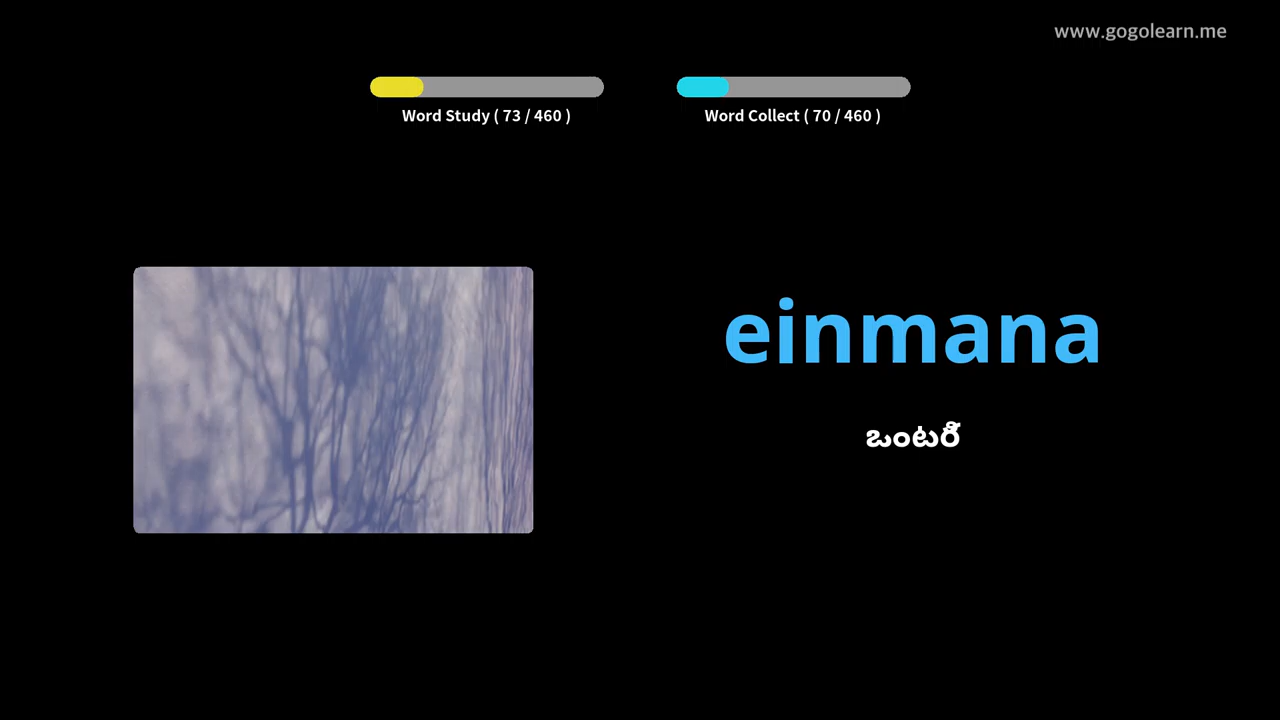 www.gogolearn.me
Word Study ( 73 / 460 )
Word Collect ( 70 / 460 )
einmana
ఒంటరి